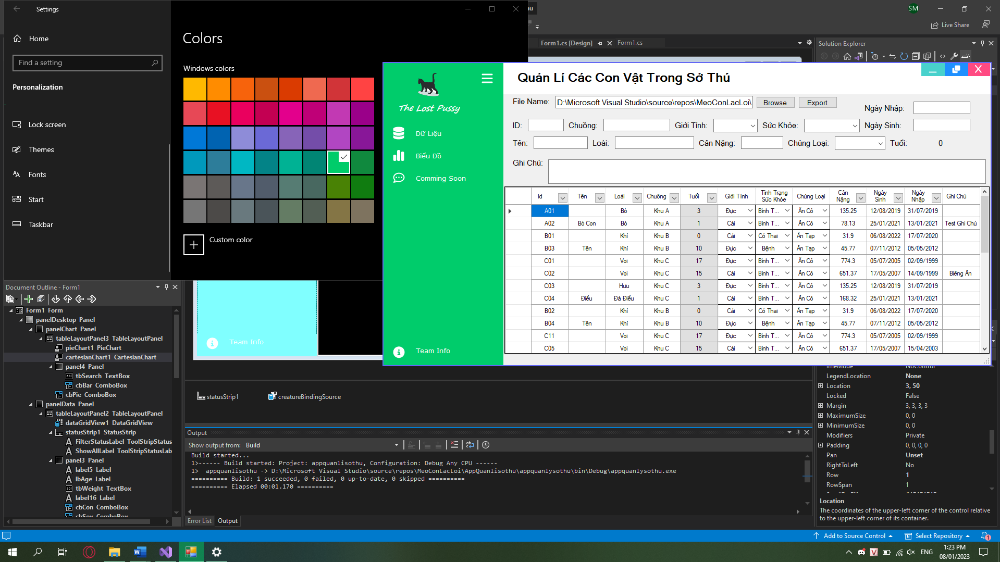 Settings
Home
Find a setting
Personalization
Lock screen
Themes
Fonts
Start
Taskbar
Colors
Windows colors
Custom color
SM
Live Share
Form1.cs [Design]
Form1.cs
Solution Explorer
The Lost Pussy
Dữ Liệu
Biểu Đồ
Comming Soon
Team Info
Quản Lí Các Con Vật Trong Sở Thú
File Name: D:\Microsoft Visual Studio\source\repos\MeoConLacLoi\ Browse Export
Ngày Nhập:
ID: Chuồng: Giới Tính: Sức Khỏe: Ngày Sinh:
Tên: Loài: Cân Nặng: Chủng Loại: Tuổi: 0
Ghi Chú:
Id Tên Loài Chuồng Tuổi Giới Tính Tình Trạng Sức Khỏe Chủng Loại Cân Nặng Ngày Sinh Ngày Nhập Ghi Chú
A01 Bò Khu A 3 Đực Bình T... Ăn Cỏ 135.25 12/08/2019 31/07/2019
A02 Bò Con Bò Khu A 1 Cái Bình T... Ăn Cỏ 78.13 25/01/2021 13/01/2021 Test Ghi Chú
B01 Khỉ Khu B 0 Cái Có Thai Ăn Tạp 31.9 06/08/2022 17/07/2020
B03 Tên Khỉ Khu B 10 Đực Bệnh Ăn Tạp 45.77 07/11/2012 05/05/2012
C01 Voi Khu C 17 Đực Bình T... Ăn Cỏ 774.3 05/07/2005 02/09/1999
C02 Voi Khu C 15 Cái Bình T... Ăn Cỏ 651.37 17/05/2007 14/09/1999 Biếng Ăn
C03 Hươu Khu C 3 Đực Bình T... Ăn Cỏ 135.25 12/08/2019 31/07/2019
C04 Điểu Đà Điểu Khu C 1 Cái Bình T... Ăn Cỏ 168.32 25/01/2021 13/01/2021
B02 Khỉ Khu B 0 Cái Có Thai Ăn Tạp 31.9 06/08/2022 17/07/2020
B04 Tên Khỉ Khu B 10 Đực Bệnh Ăn Tạp 45.77 07/11/2012 05/05/2012
C11 Voi Khu C 17 Đực Bình T... Ăn Cỏ 774.3 05/07/2005 02/09/1999
C05 Voi Khu C 15 Cái Bình T... Ăn Cỏ 651.37 17/05/2007 15/04/2003
Document Outline - Form1
Form1 Form
panelDesktop Panel
panelChart Panel
tableLayoutPanel3 TableLayoutPanel
pieChart1 PieChart
cartesianChart1 CartesianChart
panel4 Panel
tbSearch TextBox
cbBar ComboBox
cbPie ComboBox
panelData Panel
tableLayoutPanel2 TableLayoutPanel
dataGridView1 DataGridView
statusStrip1 StatusStrip
FilterStatusLabel ToolStripStatus
ShowAllLabel ToolStripStatusLab
panel3 Panel
label5 Label
lbAge Label
tbWeight TextBox
label16 Label
cbCon ComboBox
cbSex ComboBox
Team Info
statusStrip1
creatureBindingSource
Output
Show output from: Build
Build started...
1>------ Build started: Project: appquanlisothu, Configuration: Debug Any CPU ------
1> appquanlisothu -> D:\Microsoft Visual Studio\source\repos\MeoConLacLoi\AppQuanlisothu\appquanlysothu\bin\Debug\appquanlysothu.exe
========== Build: 1 succeeded, 0 failed, 0 up-to-date, 0 skipped ==========
========== Elapsed 00:01.170 ==========
Error List
Output
ImeMode NoControl
LegendLocation None
Location 3, 50
Locked False
Margin 3, 3, 3, 3
MaximumSize 0, 0
MinimumSize 0, 0
Modifiers Private
Padding 0, 0, 0, 0
Pan Unset
RightToLeft No
Row 1
RowSpan 1
Location
The coordinates of the upper-left corner of the control relative
to the upper-left corner of its container.
Add to Source Control
Select Repository
1
ENG
1:23 PM
08/01/2023